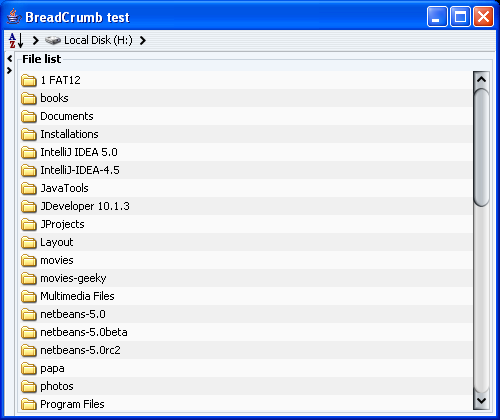 BreadCrumb test
A Z Local Disk (H:)
File list
1 FAT12
books
Documents
Installations
IntelliJ IDEA 5.0
IntelliJ-IDEA-4.5
JavaTools
JDeveloper 10.1.3
JProjects
Layout
movies
movies-geeky
Multimedia Files
netbeans-5.0
netbeans-5.0beta
netbeans-5.0rc2
papa
photos
Program Files